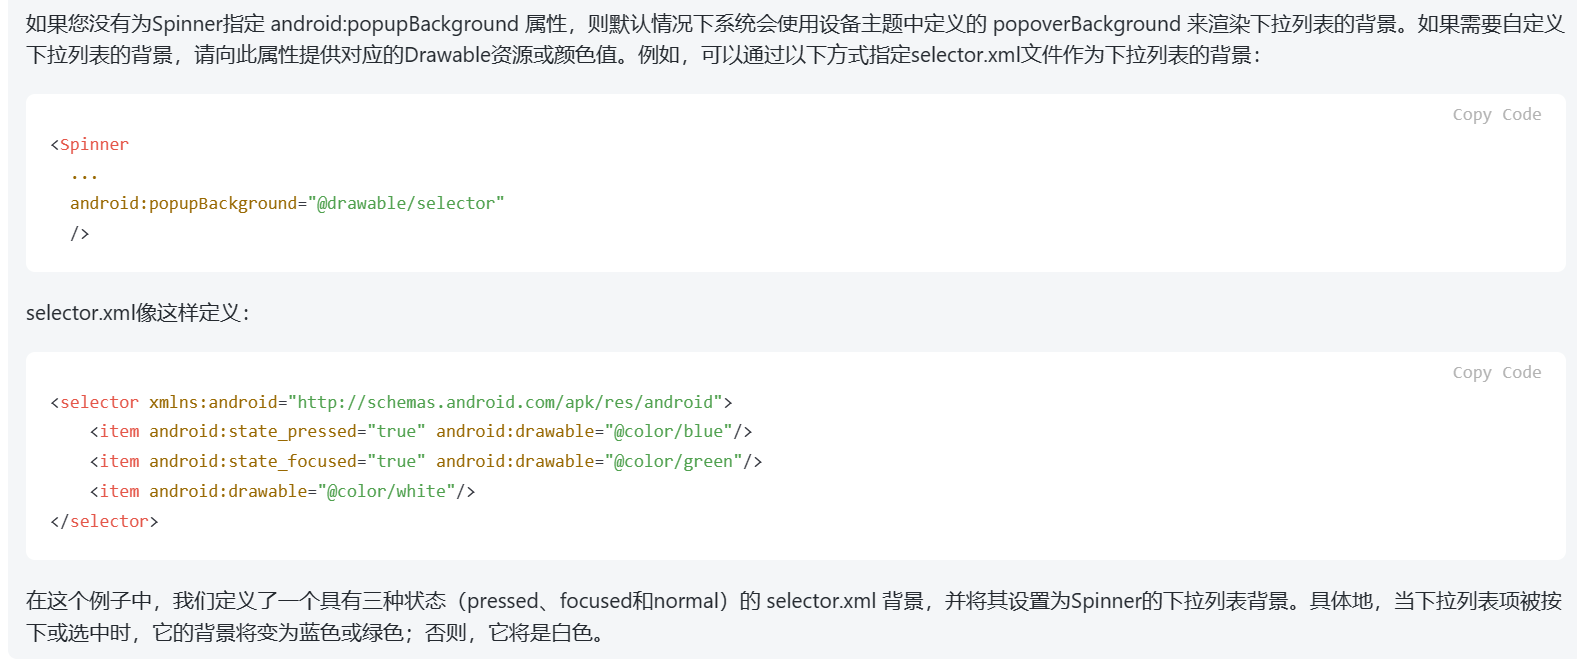 如果您没有为Spinner指定 android:popupBackground 属性，则默认情况下系统会使用设备主题中定义的 popoverBackground 来渲染下拉列表的背景。如果需要自定义
下拉列表的背景，请向此属性提供对应的Drawable资源或颜色值。例如，可以通过以下方式指定selector.xml文件作为下拉列表的背景：
Copy Code
<Spinner
  ...
  android:popupBackground="@drawable/selector"
  />
selector.xml像这样定义：
Copy Code
<selector xmlns:android="http://schemas.android.com/apk/res/android">
    <item android:state_pressed="true" android:drawable="@color/blue"/>
    <item android:state_focused="true" android:drawable="@color/green"/>
    <item android:drawable="@color/white"/>
</selector>
在这个例子中，我们定义了一个具有三种状态（pressed、focused和normal）的 selector.xml 背景，并将其设置为Spinner的下拉列表背景。具体地，当下拉列表项被按
下或选中时，它的背景将变为蓝色或绿色；否则，它将是白色。